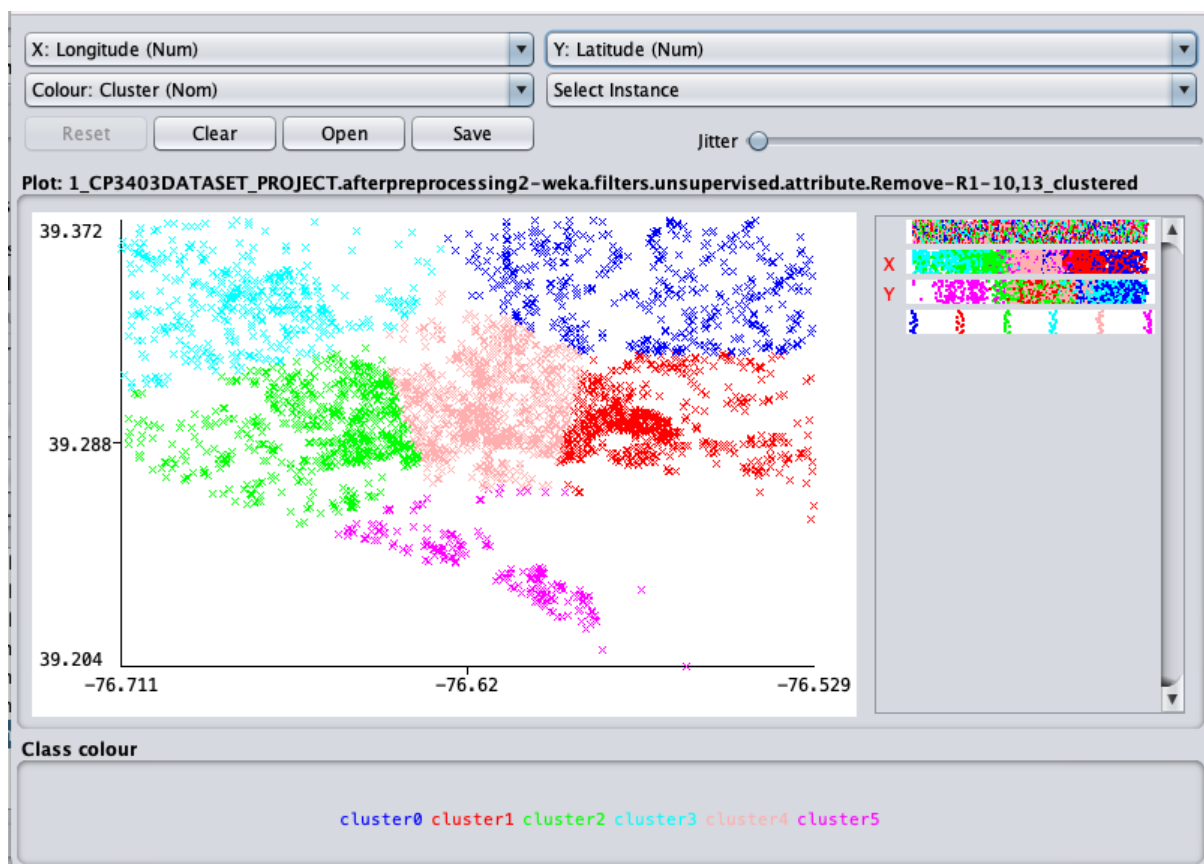 X: Longitude (Num) Y: Latitude (Num)
Colour: Cluster (Nom) Select Instance
Reset Clear Open Save Jitter
Plot: 1_CP3403DATASET_PROJECT.afterpreprocessing2-weka.filters.unsupervised.attribute.Remove-R1-10,13_clustered
39.372
X
Y
39.288
39.204
-76.711 -76.62 -76.529
Class colour
cluster0 cluster1 cluster2 cluster3 cluster4 cluster5